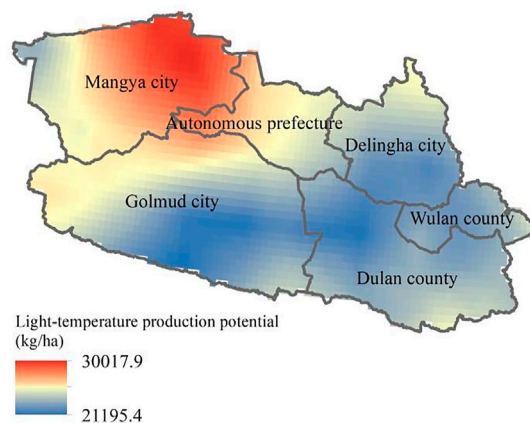 Mangya city
Autonomous prefecture
Delingha city
Golmud city
Wulan county
Dulan county
Light-temperature production potential
(kg/ha)
30017.9
21195.4